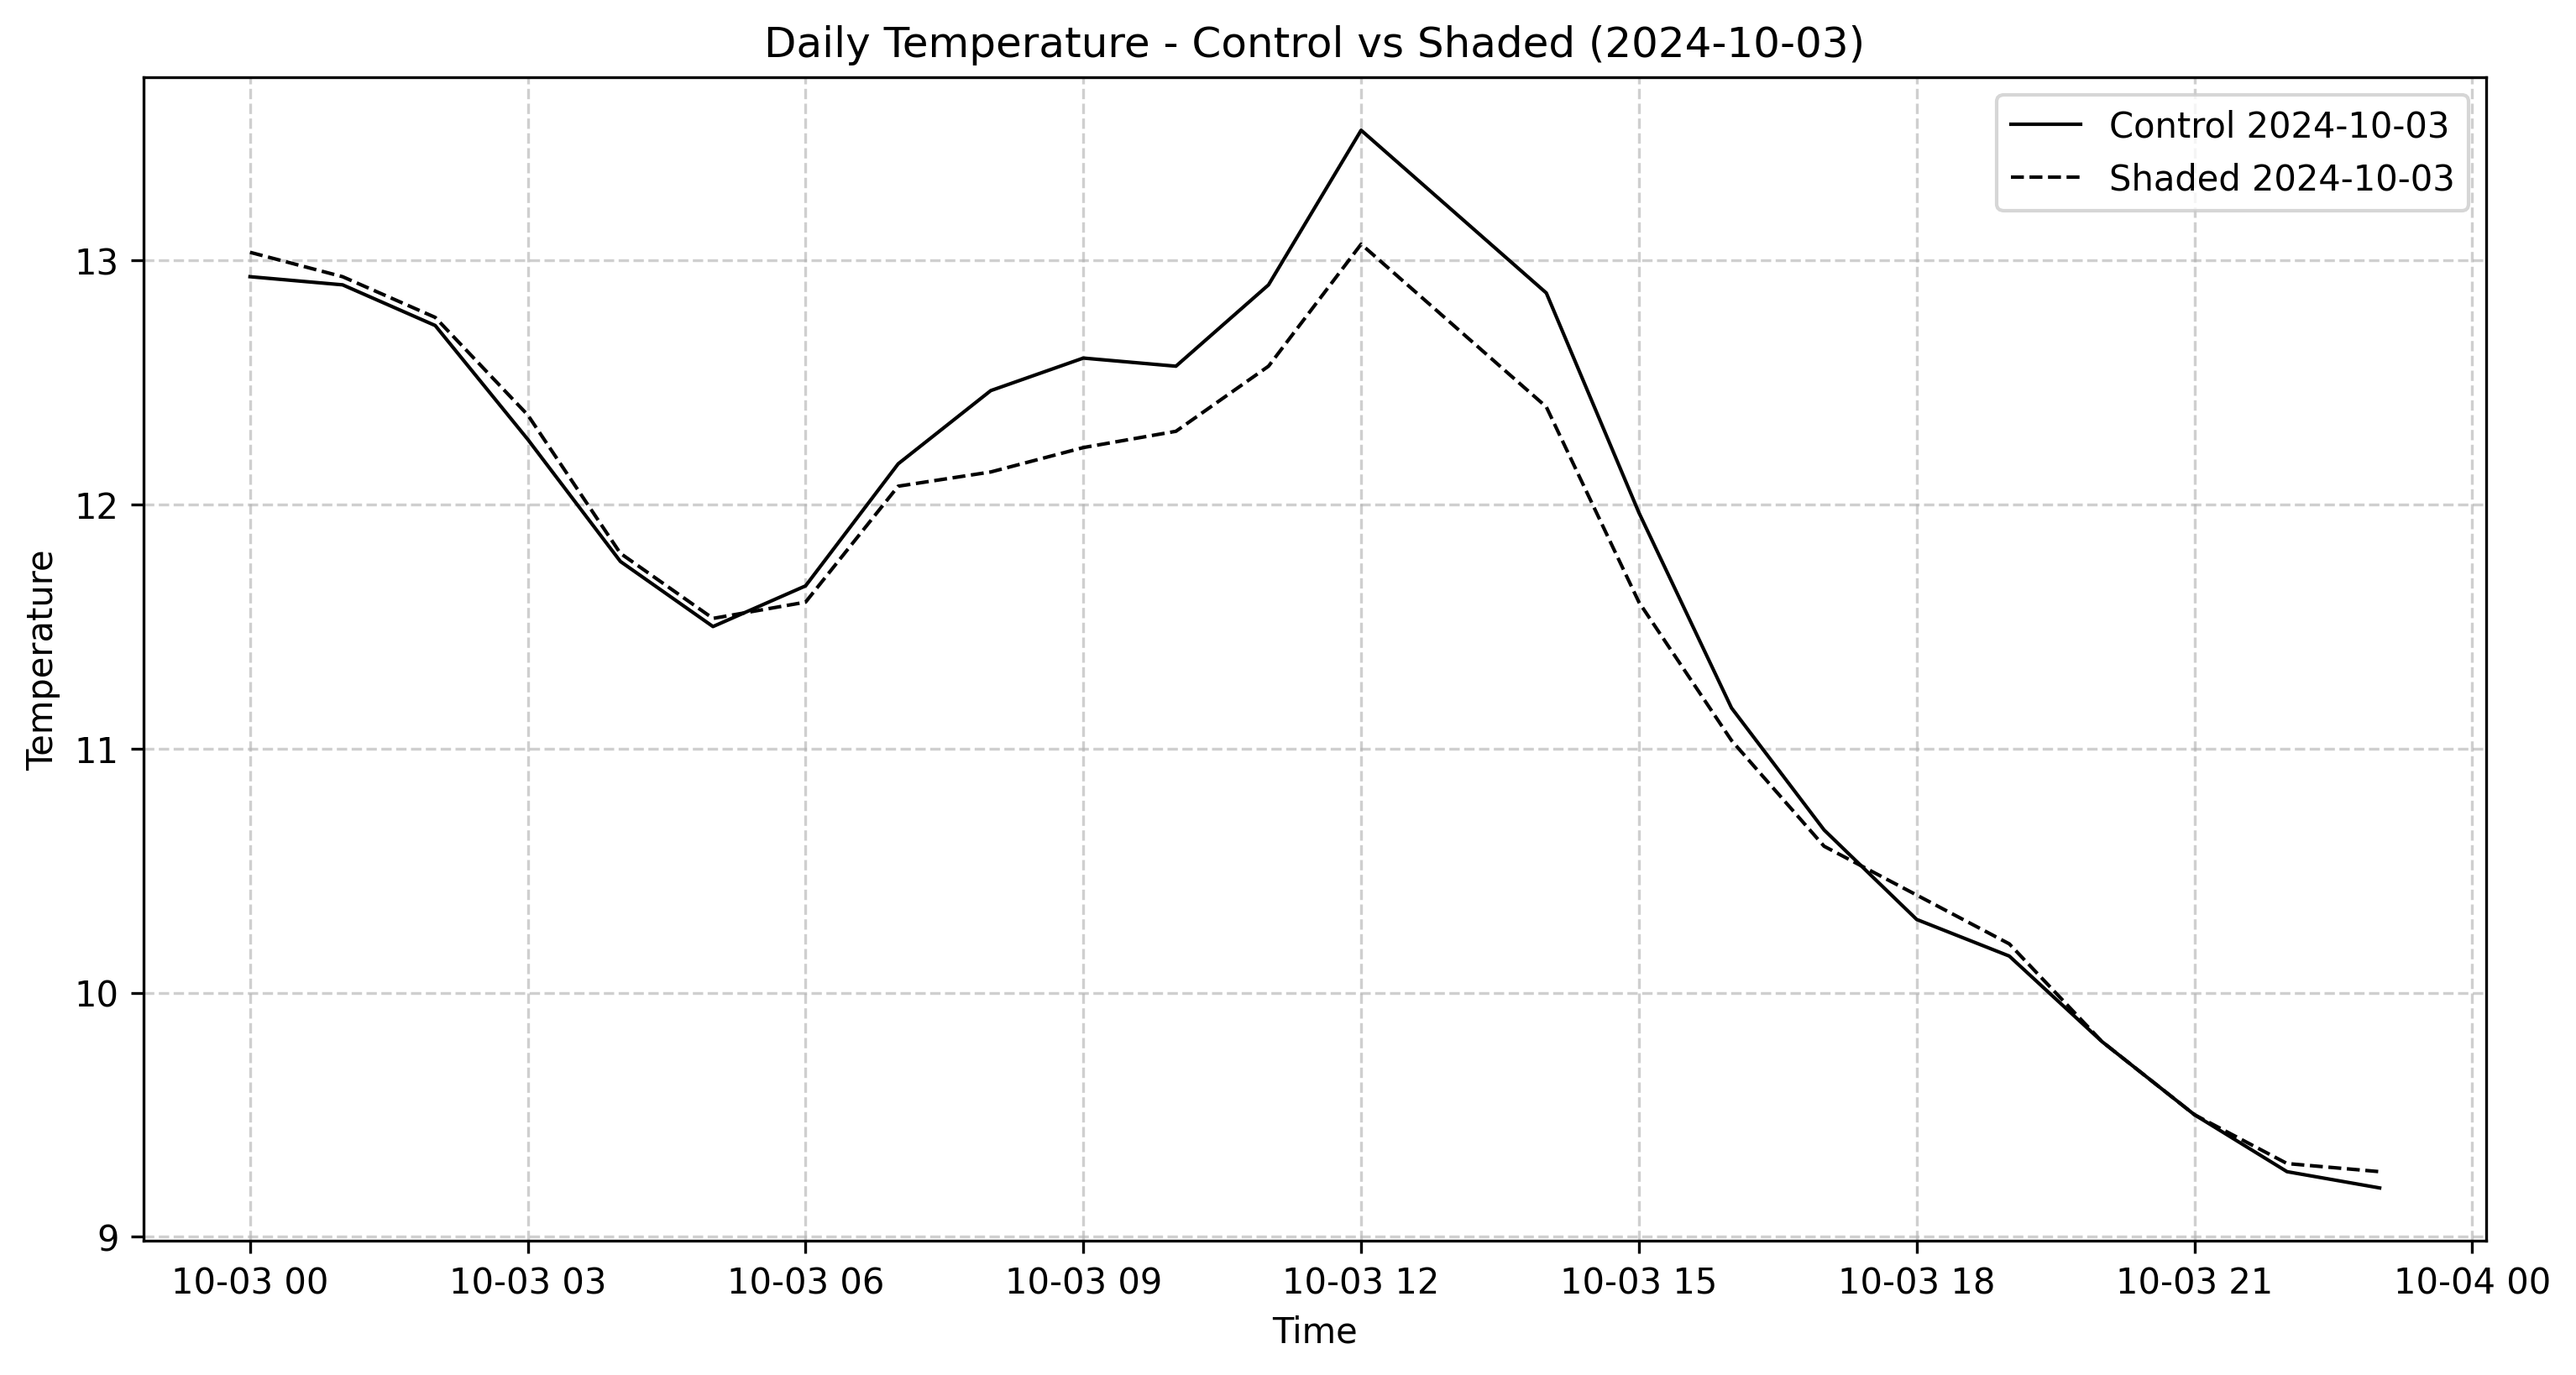 Daily Temperature - Control vs Shaded (2024-10-03)
Control 2024-10-03
Shaded 2024-10-03
Temperature
13
12
11
10
9
10-03 00
10-03 03
10-03 06
10-03 09
10-03 12
10-03 15
10-03 18
10-03 21
10-04 00
Time